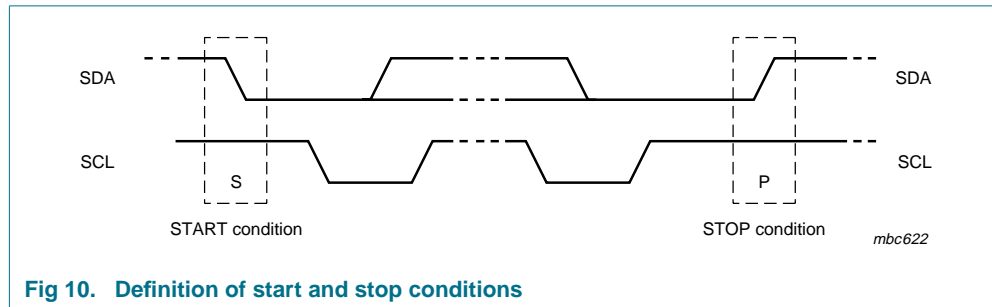 SDA
SDA
SCL
SCL
S
P
START condition
STOP condition
mbc622
Fig 10. Definition of start and stop conditions